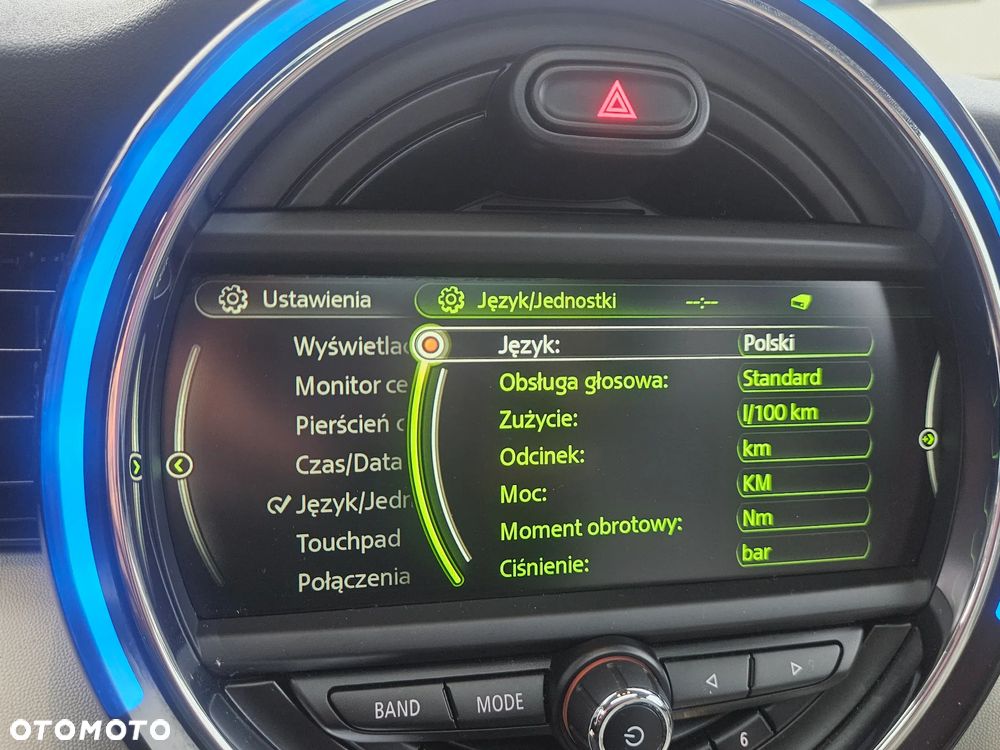 Ustawienia
Język/Jednostki
--:--
Wyświetlac
Monitor ce
Pierścień c
Czas/Data
Język/Jedn
Touchpad
Połączenia
Język: Polski
Obsługa głosowa: Standard
Zużycie: l/100 km
Odcinek: km
Moc: KM
Moment obrotowy: Nm
Ciśnienie: bar
BAND MODE
6
OTOMOTO